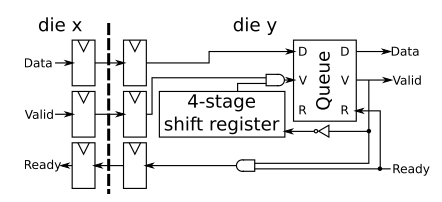 die x
die y
Data
D
D
Data
Valid
V
V
Valid
Queue
4-stage
shift register
R
R
Ready
Ready